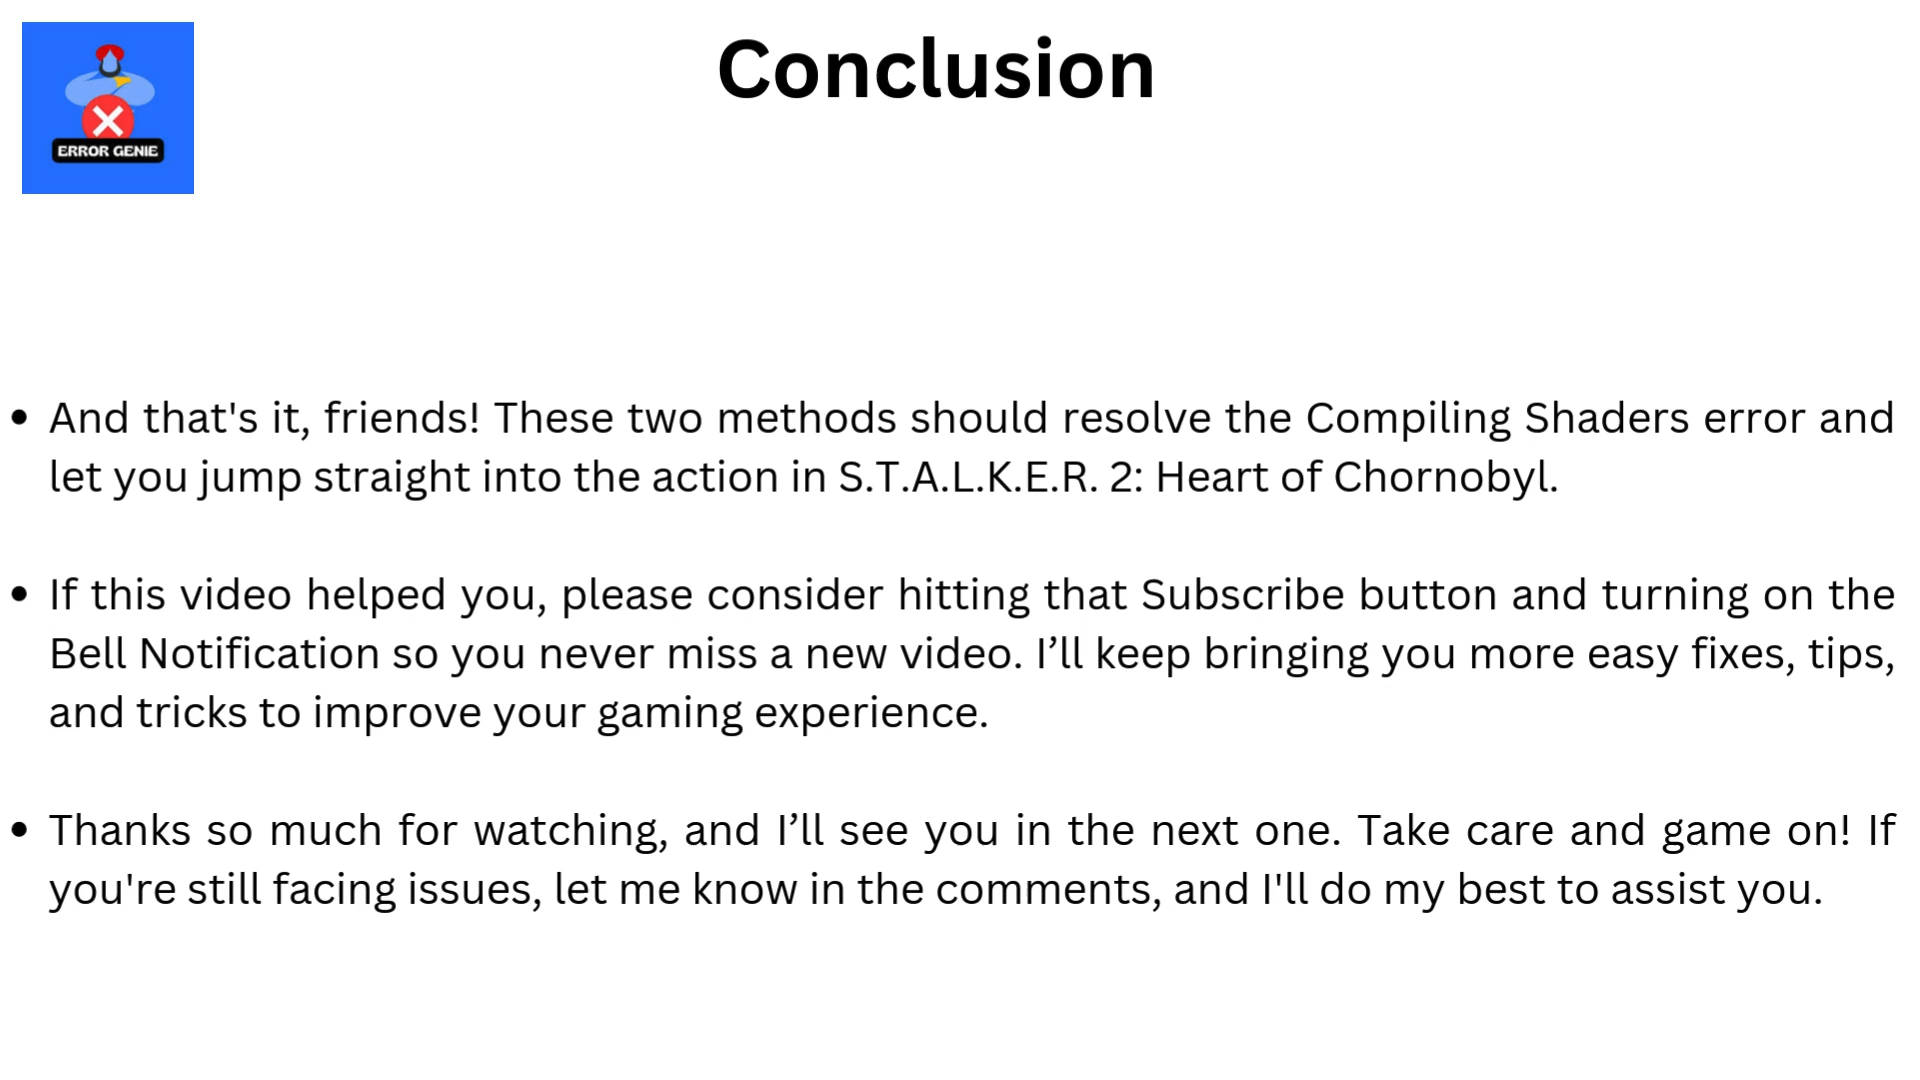 Conclusion
ERROR GENIE
• And that's it, friends! These two methods should resolve the Compiling Shaders error and
let you jump straight into the action in S.T.A.L.K.E.R. 2: Heart of Chornobyl.
• If this video helped you, please consider hitting that Subscribe button and turning on the
Bell Notification so you never miss a new video. I’ll keep bringing you more easy fixes, tips,
and tricks to improve your gaming experience.
• Thanks so much for watching, and I’ll see you in the next one. Take care and game on! If
you're still facing issues, let me know in the comments, and I'll do my best to assist you.